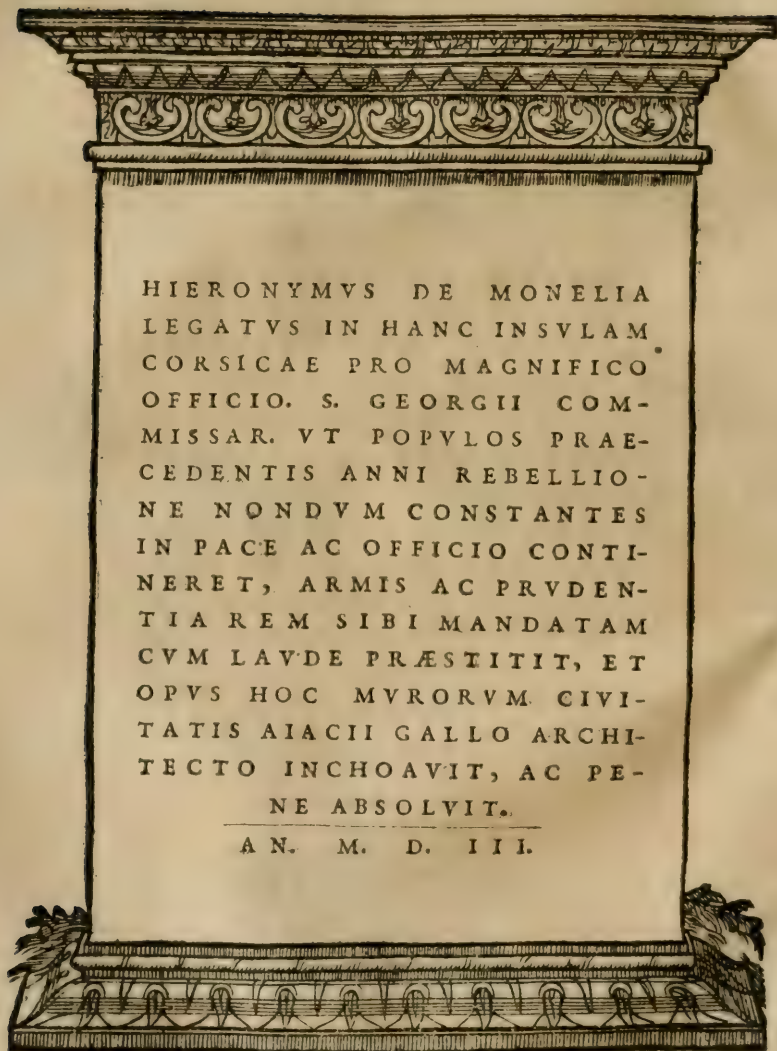 HIERONYMVS DE MONELIA
LEGATVS IN HANC INSVLAM
CORSICAE PRO MAGNIFICO
OFFICIO. S. GEORGII COM-
MISSAR. VT POPVLOS PRAE-
CEDENTIS ANNI REBELLIO-
NE NONDVM CONSTANTES
IN PACE AC OFFICIO CONTI-
NERET, ARMIS AC PRVDEN-
TIA REM SIBI MANDATAM
CVM LAVDE PRÆSTITIT, ET
OPVS HOC MVRORVM CIVI-
TATIS AIACII GALLO ARCHI-
TECTO INCHOAVIT, AC PE-
NE ABSOLVIT.
AN. M. D. III.